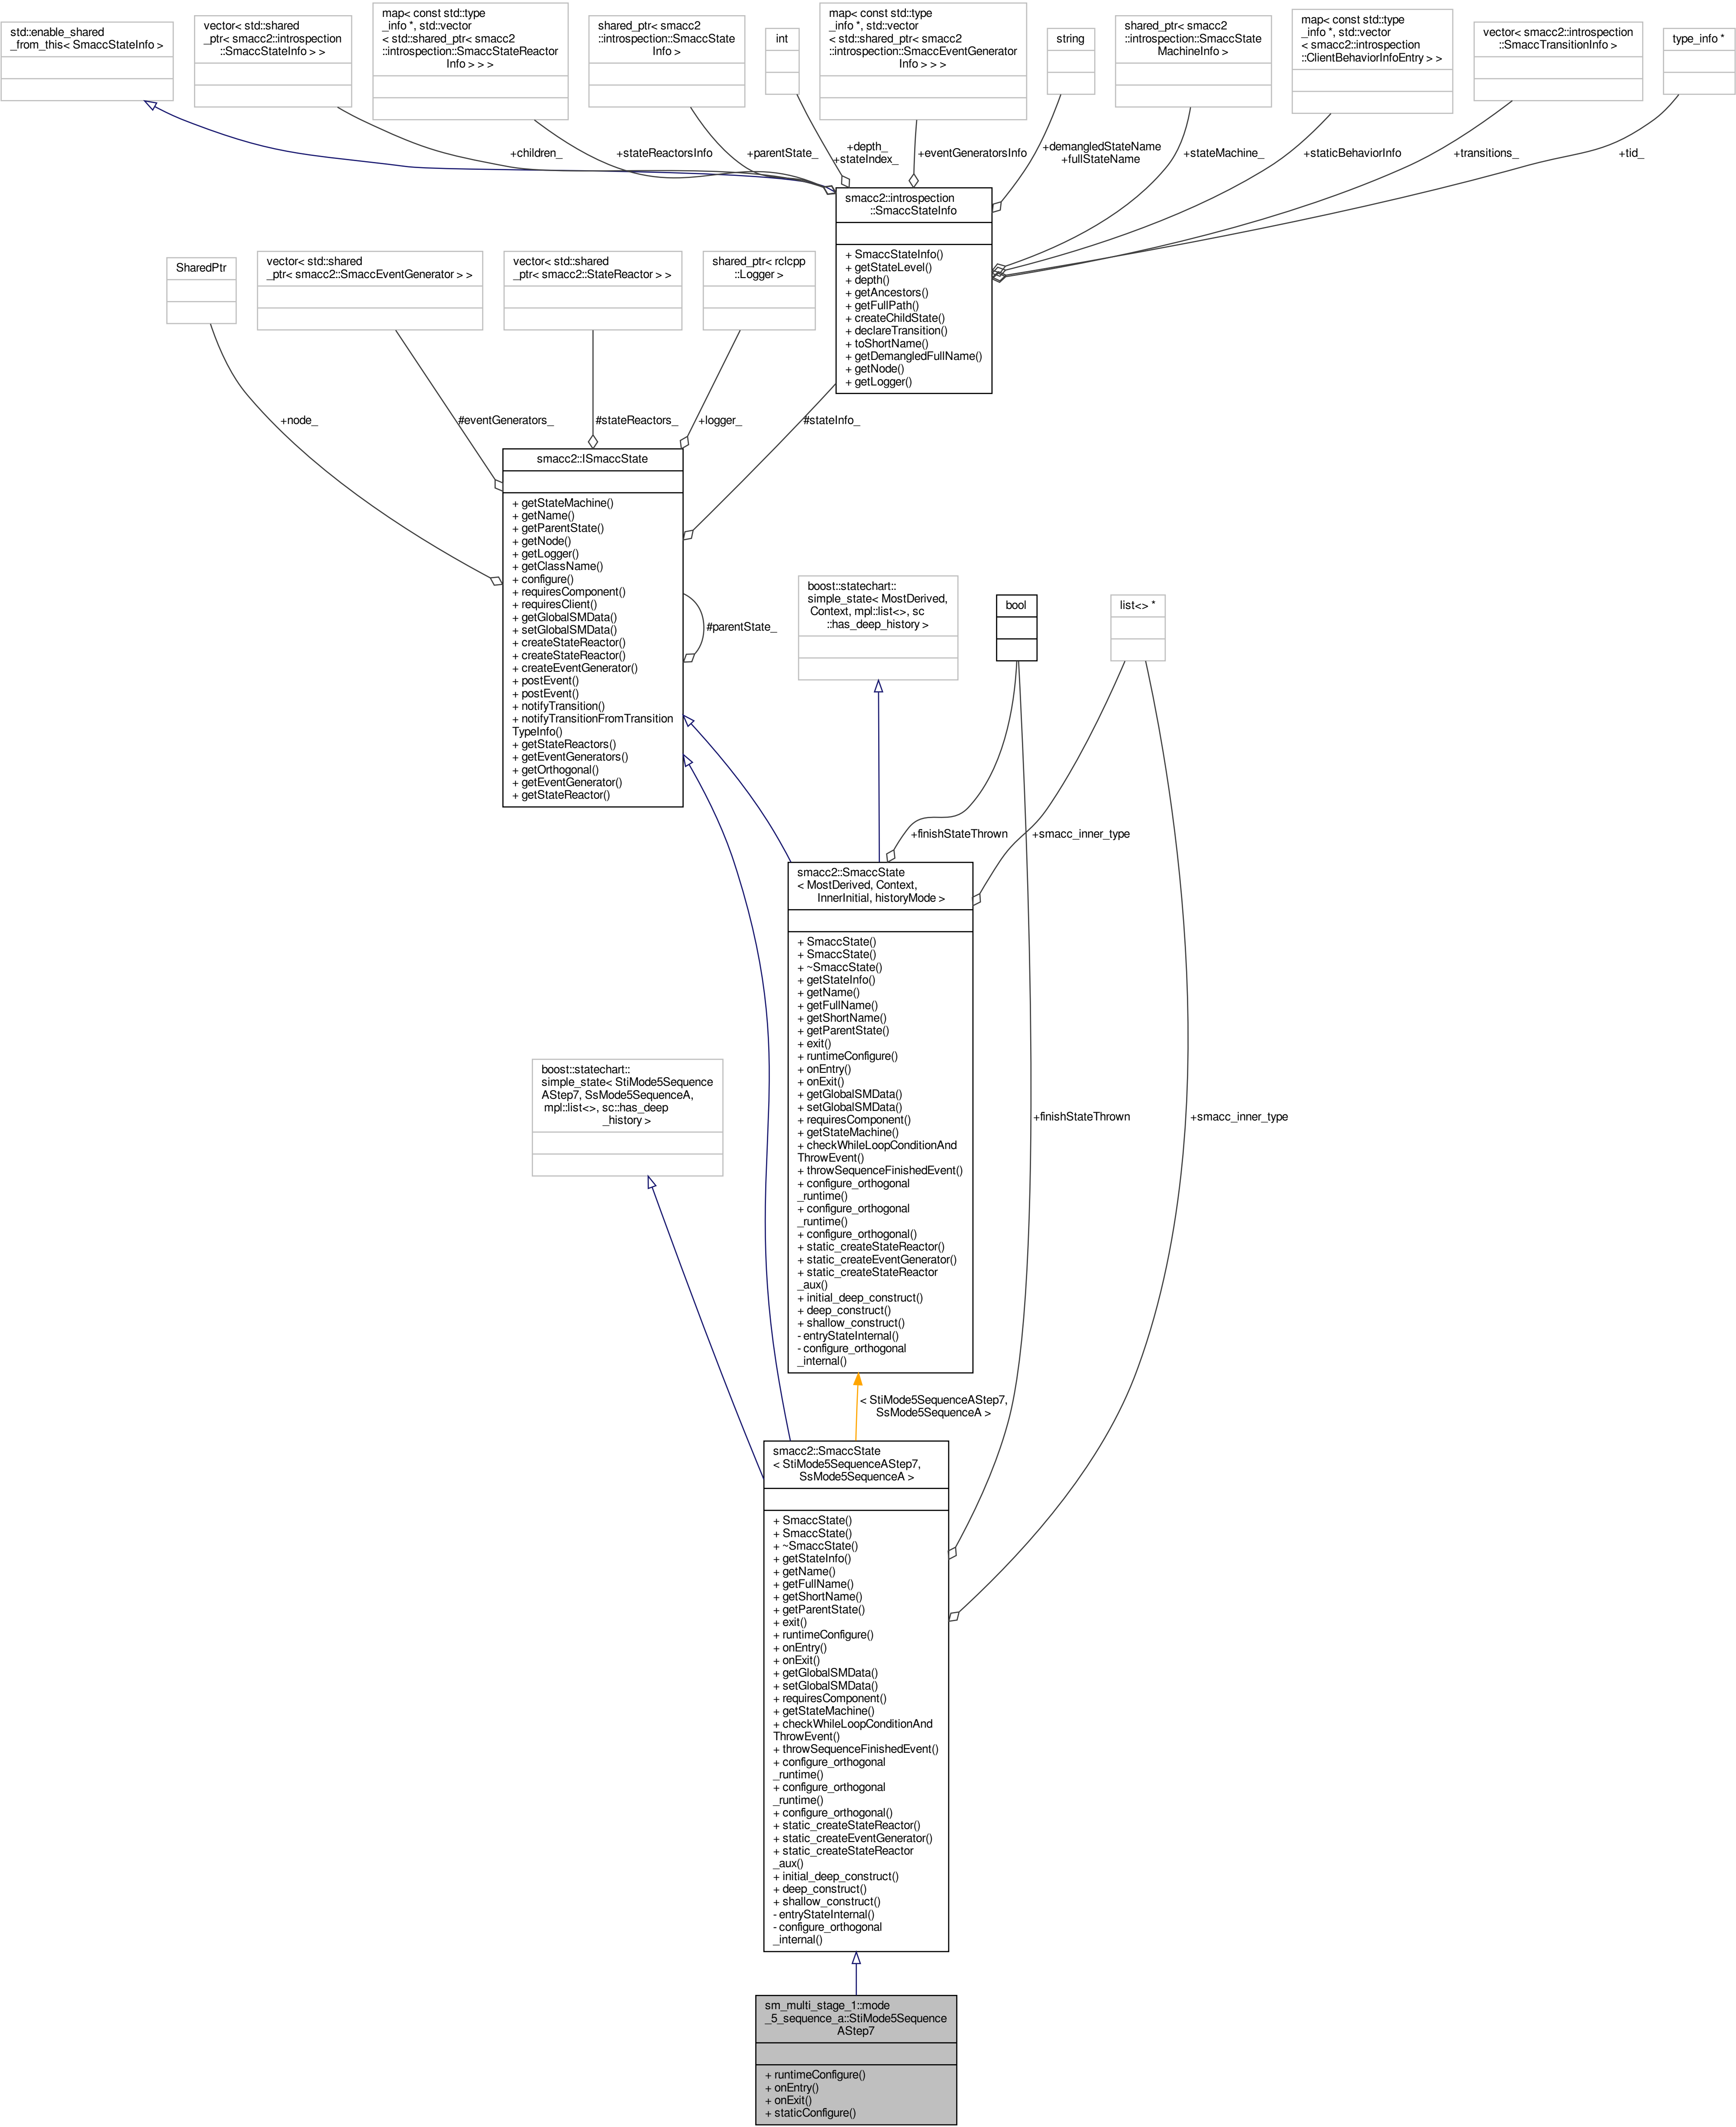 std::enable_shared
_from_this< SmaccStateInfo >
vector< std::shared
_ptr< smacc2::introspection
::SmaccStateInfo > >
map< const std::type
_info *, std::vector
< std::shared_ptr< smacc2
::introspection::SmaccStateReactor
Info > > >
shared_ptr< smacc2
::introspection::SmaccState
Info >
int
map< const std::type
_info *, std::vector
< std::shared_ptr< smacc2
::introspection::SmaccEventGenerator
Info > > >
string
shared_ptr< smacc2
::introspection::SmaccState
MachineInfo >
map< const std::type
_info *, std::vector
< smacc2::introspection
::ClientBehaviorInfoEntry > >
vector< smacc2::introspection
::SmaccTransitionInfo >
type_info *
+children_
+stateReactorsInfo
+parentState_
+depth_
+stateIndex_
+eventGeneratorsInfo
+demangledStateName
+fullStateName
+stateMachine_
+staticBehaviorInfo
+transitions_
+tid_
smacc2::introspection
::SmaccStateInfo
+ SmaccStateInfo()
+ getStateLevel()
+ depth()
+ getAncestors()
+ getFullPath()
+ createChildState()
+ declareTransition()
+ toShortName()
+ getDemangledFullName()
+ getNode()
+ getLogger()
SharedPtr
vector< std::shared
_ptr< smacc2::SmaccEventGenerator > >
vector< std::shared
_ptr< smacc2::StateReactor > >
shared_ptr< rclcpp
::Logger >
+node_
#eventGenerators_
#stateReactors_
+logger_
#stateInfo_
smacc2::ISmaccState
+ getStateMachine()
+ getName()
+ getParentState()
+ getNode()
+ getLogger()
+ getClassName()
+ configure()
+ requiresComponent()
+ requiresClient()
+ getGlobalSMData()
+ setGlobalSMData()
+ createStateReactor()
+ createStateReactor()
+ createEventGenerator()
+ postEvent()
+ postEvent()
+ notifyTransition()
+ notifyTransitionFromTransition
TypeInfo()
+ getStateReactors()
+ getEventGenerators()
+ getOrthogonal()
+ getEventGenerator()
+ getStateReactor()
#parentState_
boost::statechart::
simple_state< MostDerived,
Context, mpl::list<>, sc
::has_deep_history >
bool
list<> *
+finishStateThrown
+smacc_inner_type
smacc2::SmaccState
< MostDerived, Context,
InnerInitial, historyMode >
+ SmaccState()
+ SmaccState()
+ ~SmaccState()
+ getStateInfo()
+ getName()
+ getFullName()
+ getShortName()
+ getParentState()
+ exit()
+ runtimeConfigure()
+ onEntry()
+ onExit()
+ getGlobalSMData()
+ setGlobalSMData()
+ requiresComponent()
+ getStateMachine()
+ checkWhileLoopConditionAnd
ThrowEvent()
+ throwSequenceFinishedEvent()
+ configure_orthogonal
_runtime()
+ configure_orthogonal
_runtime()
+ configure_orthogonal()
+ static_createStateReactor()
+ static_createEventGenerator()
+ static_createStateReactor
_aux()
+ initial_deep_construct()
+ deep_construct()
+ shallow_construct()
- entryStateInternal()
- configure_orthogonal
_internal()
boost::statechart::
simple_state< StiMode5Sequence
AStep7, SsMode5SequenceA,
mpl::list<>, sc::has_deep
_history >
+finishStateThrown
+smacc_inner_type
< StiMode5SequenceAStep7,
SsMode5SequenceA >
smacc2::SmaccState
< StiMode5SequenceAStep7,
SsMode5SequenceA >
+ SmaccState()
+ SmaccState()
+ ~SmaccState()
+ getStateInfo()
+ getName()
+ getFullName()
+ getShortName()
+ getParentState()
+ exit()
+ runtimeConfigure()
+ onEntry()
+ onExit()
+ getGlobalSMData()
+ setGlobalSMData()
+ requiresComponent()
+ getStateMachine()
+ checkWhileLoopConditionAnd
ThrowEvent()
+ throwSequenceFinishedEvent()
+ configure_orthogonal
_runtime()
+ configure_orthogonal
_runtime()
+ configure_orthogonal()
+ static_createStateReactor()
+ static_createEventGenerator()
+ static_createStateReactor
_aux()
+ initial_deep_construct()
+ deep_construct()
+ shallow_construct()
- entryStateInternal()
- configure_orthogonal
_internal()
sm_multi_stage_1::mode
_5_sequence_a::StiMode5Sequence
AStep7
+ runtimeConfigure()
+ onEntry()
+ onExit()
+ staticConfigure()